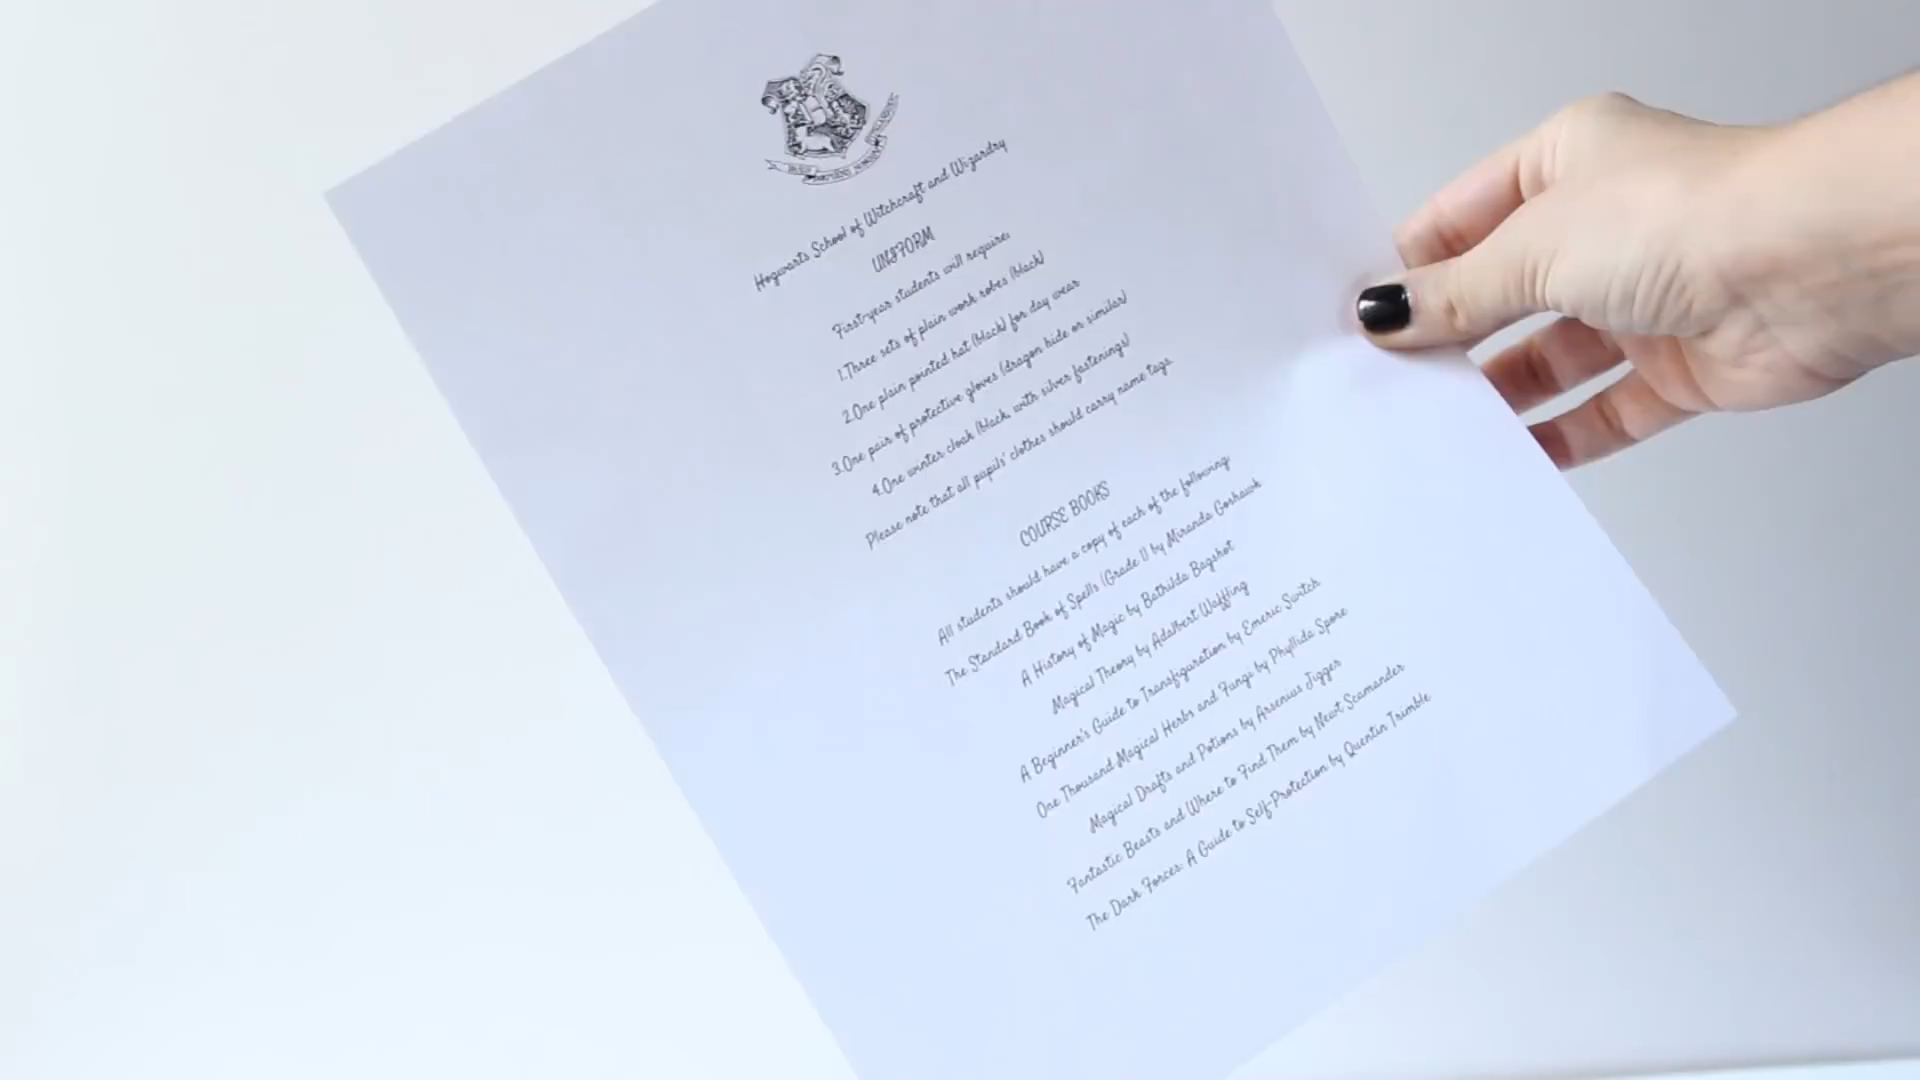 Hogwarts School of Witchcraft and Wizardry
UNIFORM
First-year students will require:
1.Three sets of plain work robes (black)
2.One plain pointed hat (black) for day wear
3.One pair of protective gloves (dragon hide or similar)
4.One winter cloak (black, with silver fastenings)
Please note that all pupils' clothes should carry name tags.
COURSE BOOKS
All students should have a copy of each of the following:
The Standard Book of Spells (Grade 1) by Miranda Goshawk
A History of Magic by Bathilda Bagshot
Magical Theory by Adalbert Waffling
A Beginner's Guide to Transfiguration by Emeric Switch
One Thousand Magical Herbs and Fungi by Phyllida Spore
Magical Drafts and Potions by Arsenius Jigger
Fantastic Beasts and Where to Find Them by Newt Scamander
The Dark Forces: A Guide to Self-Protection by Quentin Trimble